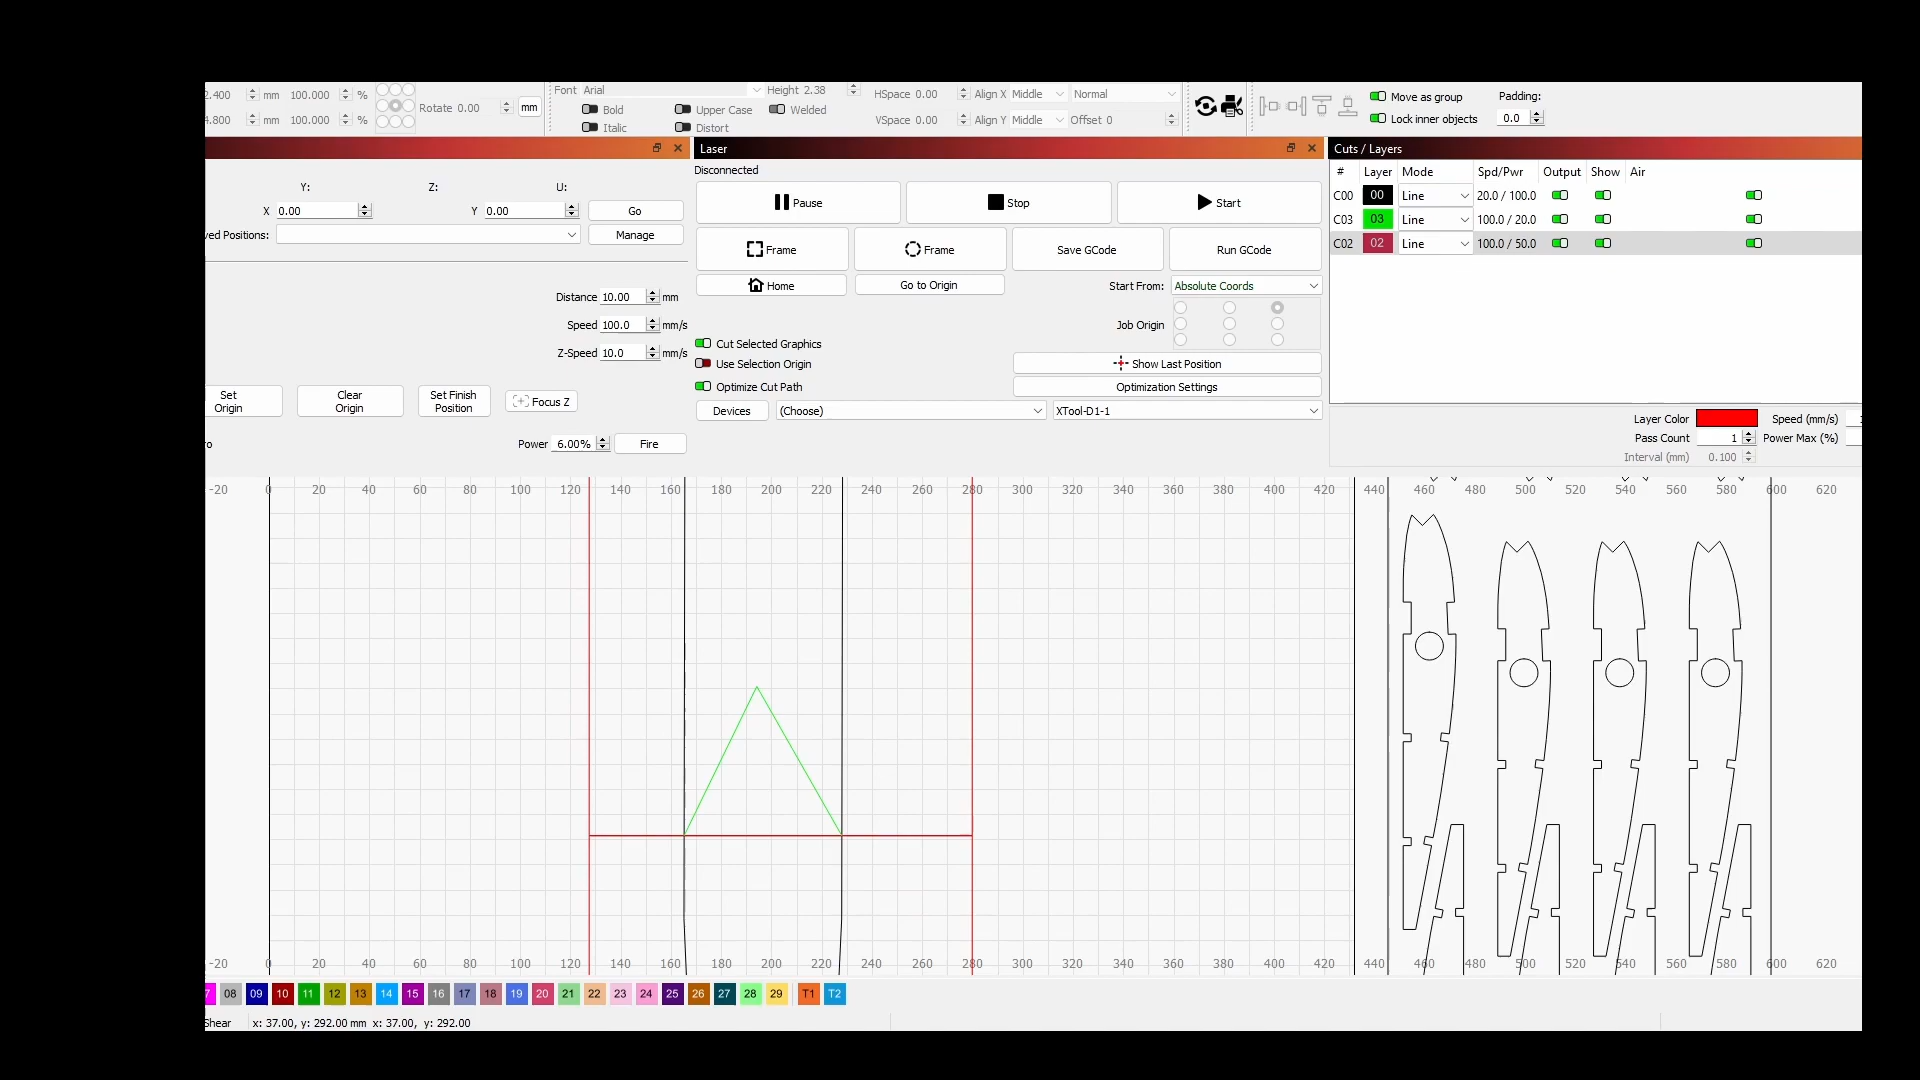 2.400 mm 100.000 %
4.800 mm 100.000 %
Rotate 0.00 mm
Font Arial Height 2.38
Bold Upper Case Welded
Italic Distort
HSpace 0.00 Align X Middle Normal
VSpace 0.00 Align Y Middle Offset 0
Move as group Padding:
Lock inner objects 0.0
Y: Z: U:
X 0.00 Y 0.00 Go
ved Positions: Manage
Distance 10.00 mm
Speed 100.0 mm/s
Z-Speed 10.0 mm/s
Set Origin
Clear Origin
Set Finish Position
Focus Z
ro Power 6.00% Fire
Laser
Disconnected
Pause Stop Start
Frame Frame Save GCode Run GCode
Home Go to Origin Start From: Absolute Coords
Job Origin
Cut Selected Graphics
Use Selection Origin Show Last Position
Optimize Cut Path Optimization Settings
Devices (Choose) XTool-D1-1
Cuts / Layers
# Layer Mode Spd/Pwr Output Show Air
C00 00 Line 20.0 / 100.0
C03 03 Line 100.0 / 20.0
C02 02 Line 100.0 / 50.0
Layer Color Speed (mm/s)
Pass Count 1 Power Max (%)
Interval (mm) 0.100
-20 0 20 40 60 80 100 120 140 160 180 200 220 240 260 280 300 320 340 360 380 400 420 440 460 480 500 520 540 560 580 600 620
-20 0 20 40 60 80 100 120 140 160 180 200 220 240 260 280 300 320 340 360 380 400 420 440 460 480 500 520 540 560 580 600 620
7 08 09 10 11 12 13 14 15 16 17 18 19 20 21 22 23 24 25 26 27 28 29 T1 T2
Shear x: 37.00, y: 292.00 mm x: 37.00, y: 292.00